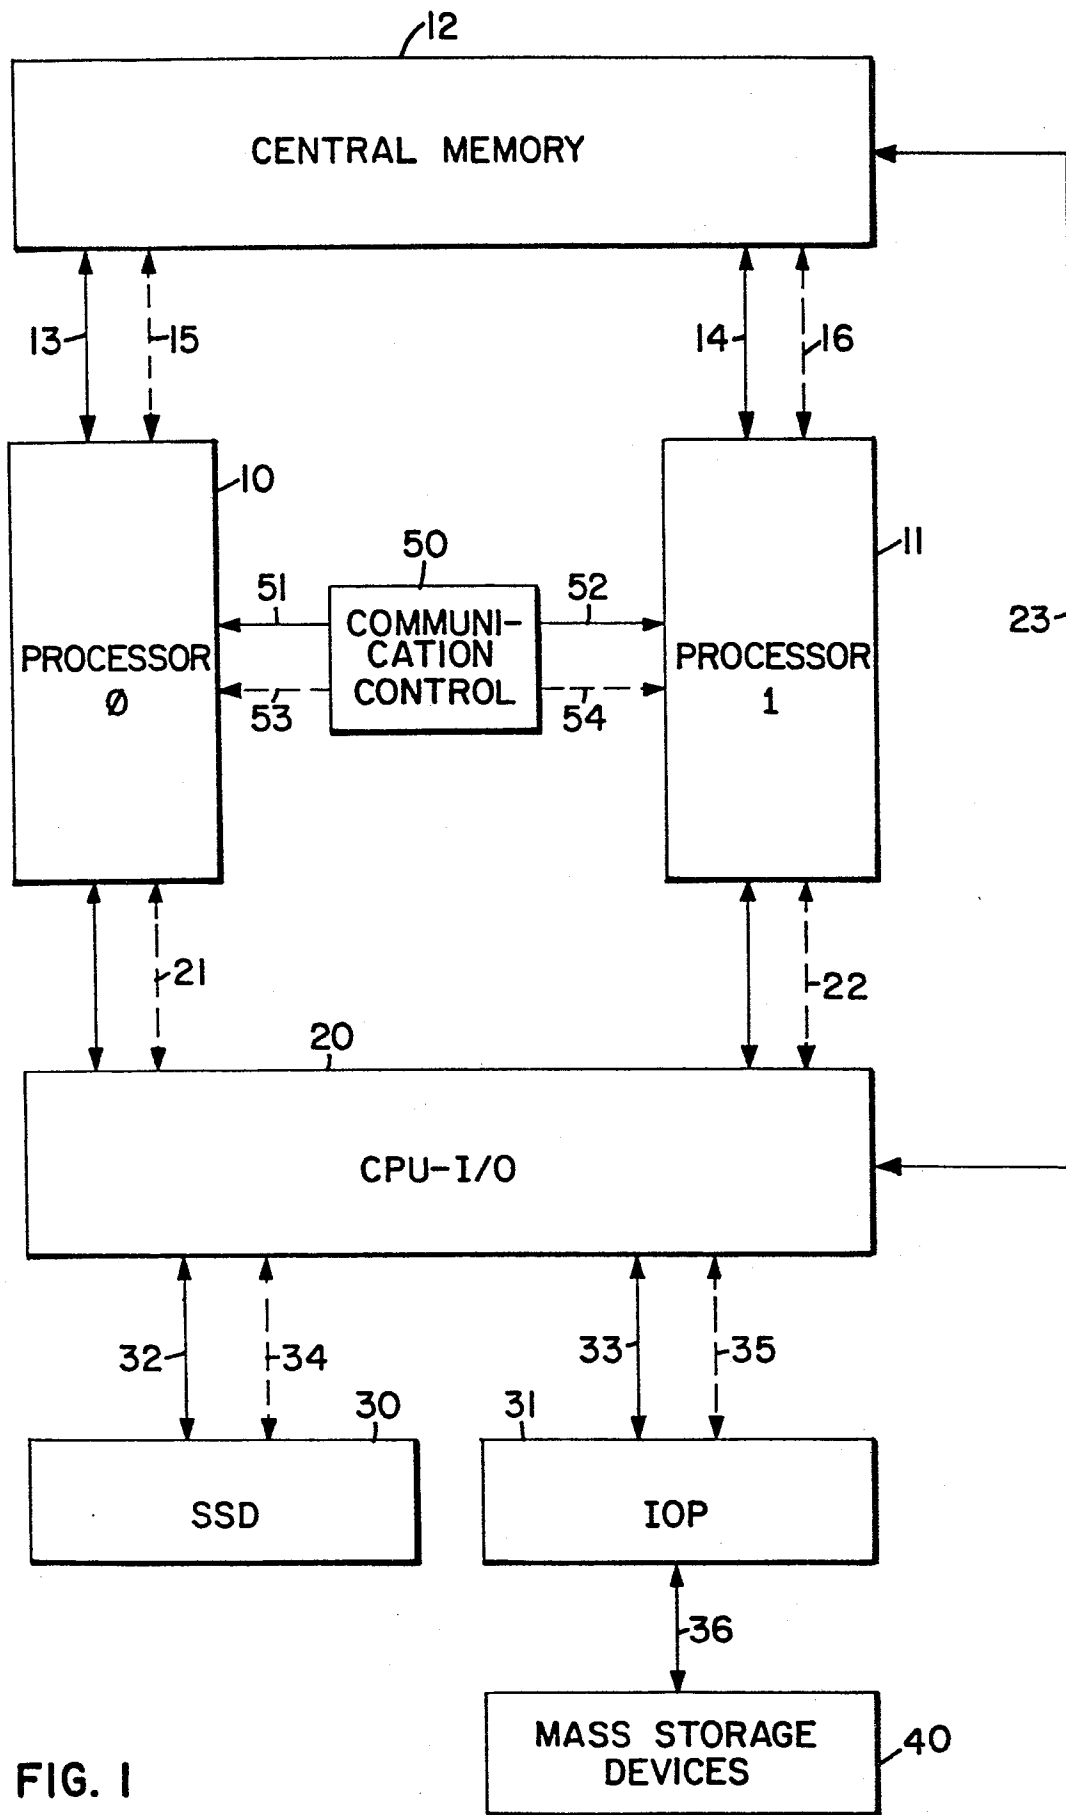 12
CENTRAL MEMORY
13
15
14
16
10
11
50
51
52
23
COMMUNI-
CATION
CONTROL
PROCESSOR
Ø
PROCESSOR
1
53
54
21
22
20
CPU-I/O
32
34
33
35
30
31
SSD
IOP
36
MASS STORAGE
DEVICES
40
FIG. 1